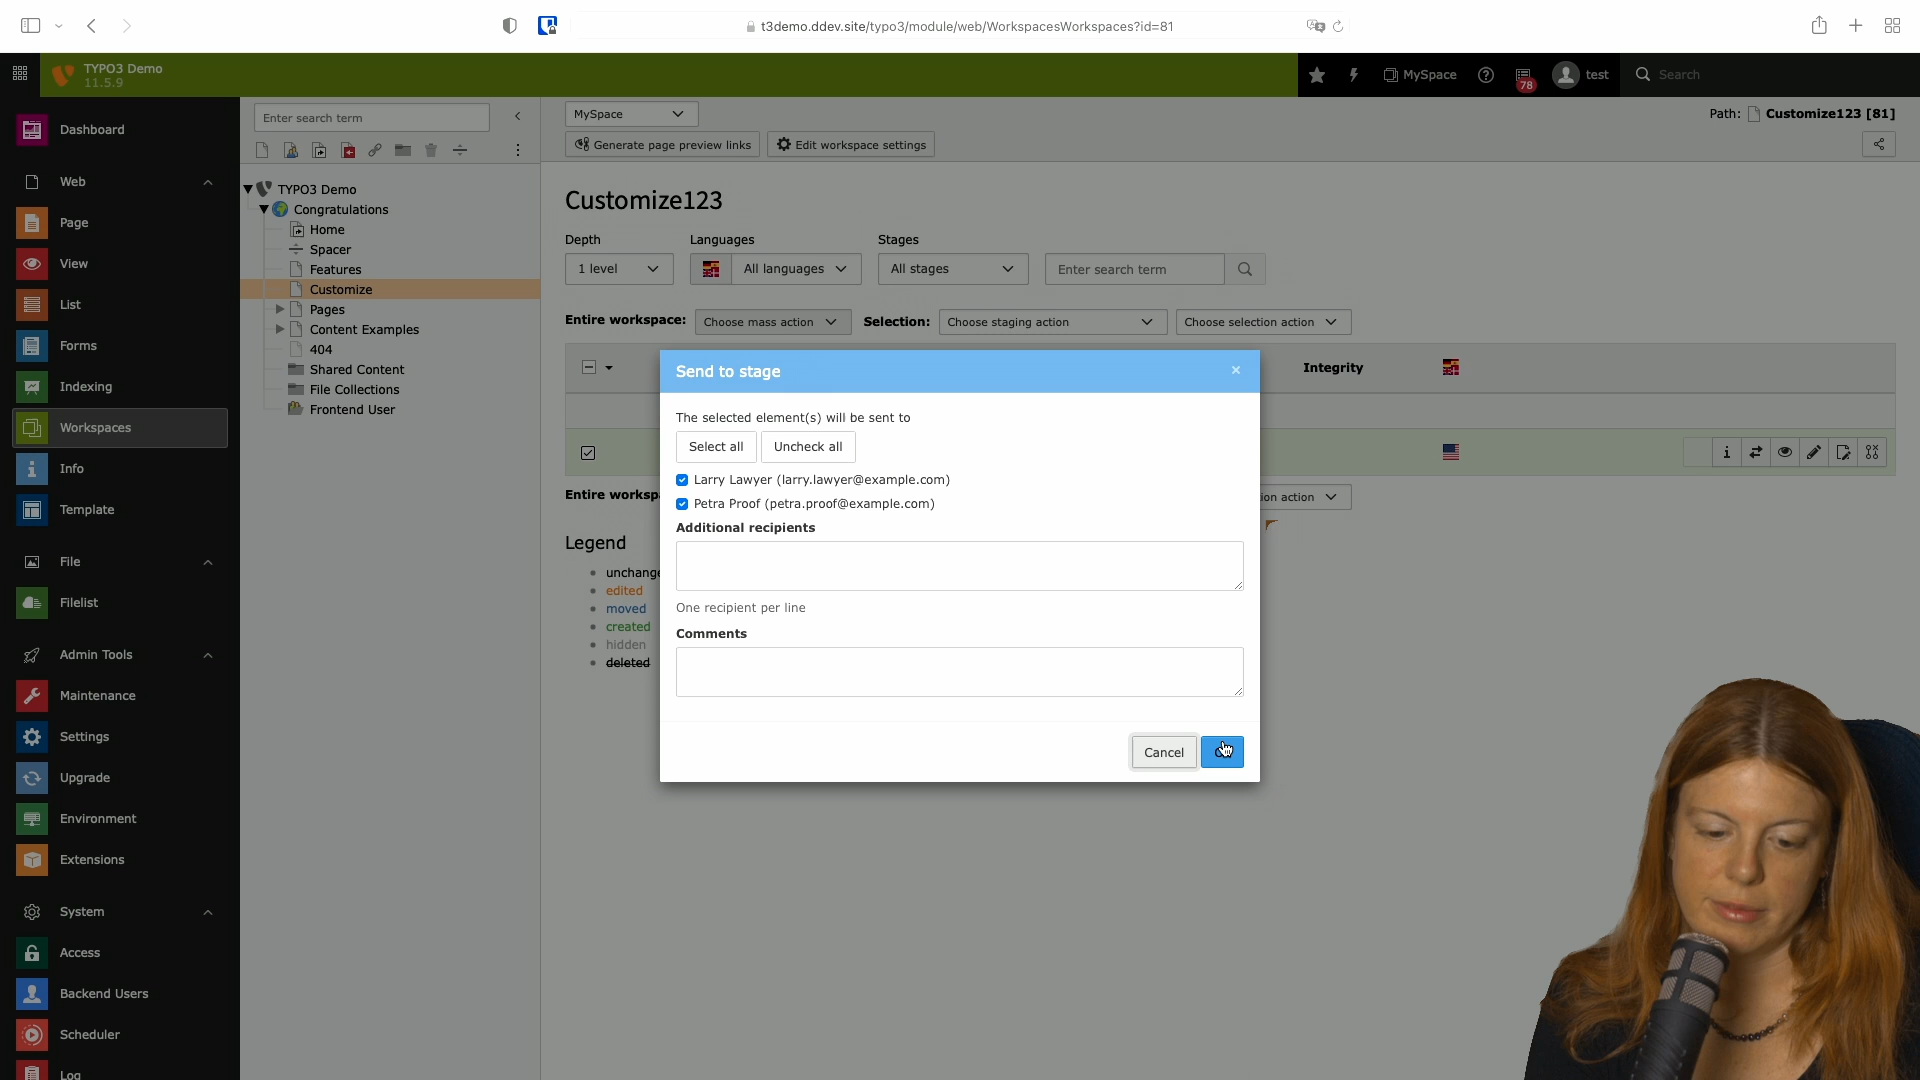 t3demo.ddev.site/typo3/module/web/WorkspacesWorkspaces?id=81
TYPO3 Demo
11.5.9
MySpace
78
test
Search
Dashboard
Web
Page
View
List
Forms
Indexing
Workspaces
Info
Template
File
Filelist
Admin Tools
Maintenance
Settings
Upgrade
Environment
Extensions
System
Access
Backend Users
Scheduler
Log
Enter search term
TYPO3 Demo
Congratulations
Home
Spacer
Features
Customize
Pages
Content Examples
404
Shared Content
File Collections
Frontend User
MySpace
Path: Customize123 [81]
Generate page preview links
Edit workspace settings
Customize123
Depth
Languages
Stages
1 level
All languages
All stages
Enter search term
Entire workspace:
Choose mass action
Selection:
Choose staging action
Choose selection action
Integrity
Entire
action
Legend
edited
moved
created
hidden
deleted
Send to stage
×
The selected element(s) will be sent to
Select all
Uncheck all
Larry Lawyer (larry.lawyer@example.com)
Petra Proof (petra.proof@example.com)
Additional recipients
One recipient per line
Comments
Cancel